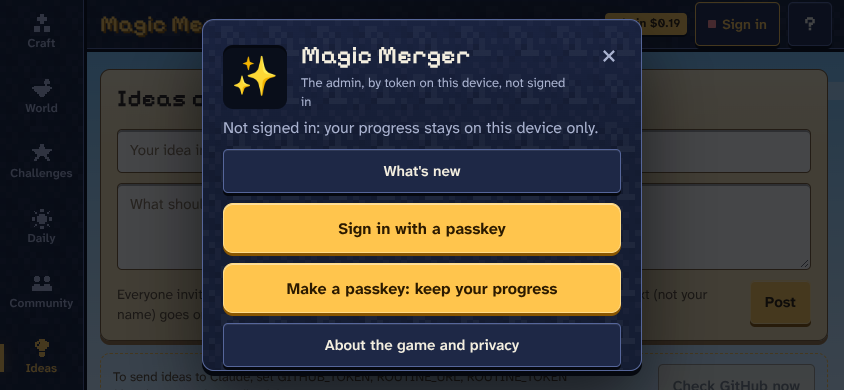 Craft
World
Challenges
Daily
Community
Ideas
Magic Me
in $0.19
Sign in
?
Ideas
Your idea i
What shoul
Everyone invit
name) goes o
t (not your
Post
To send ideas to Claude, set GITHUB_TOKEN, ROUTINE_URL, ROUTINE_TOKEN
Check GitHub now
Magic Merger
The admin, by token on this device, not signed
in
×
Not signed in: your progress stays on this device only.
What's new
Sign in with a passkey
Make a passkey: keep your progress
About the game and privacy